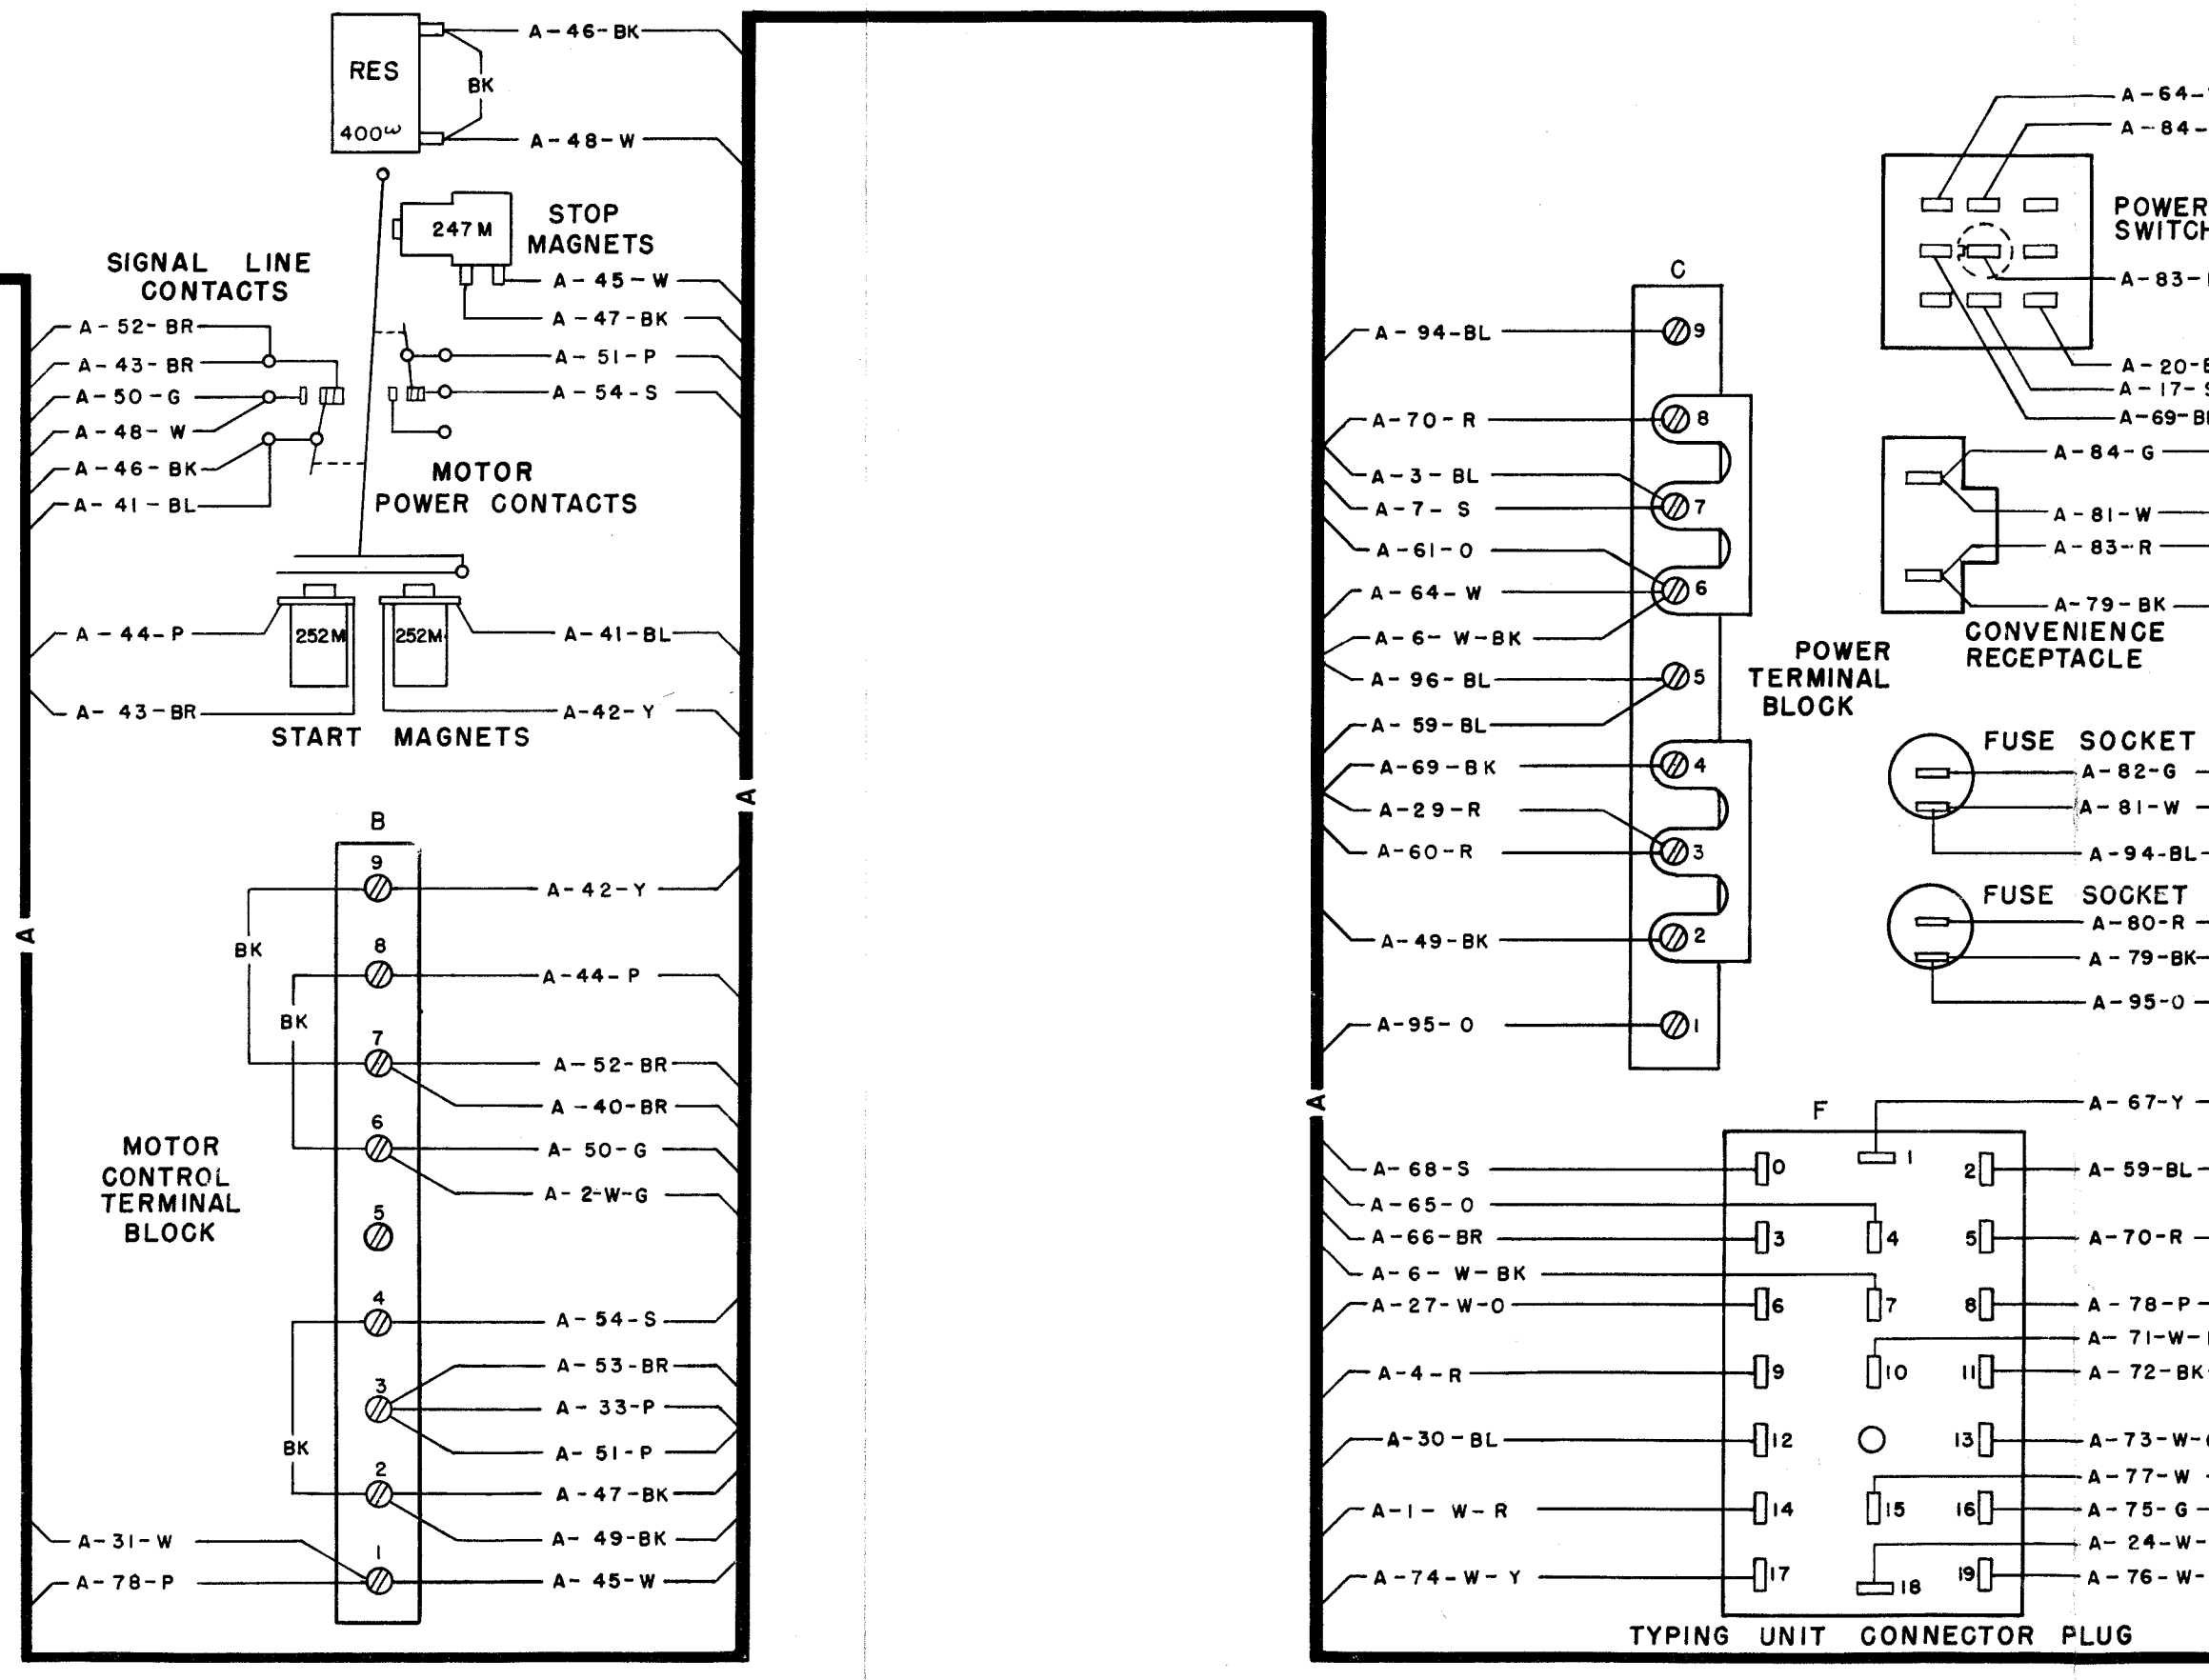 RES
400ω
A-46-BK
BK
A-48-W
247M
STOP
MAGNETS
A-45-W
A-47-BK
A-51-P
A-54-S
SIGNAL LINE
CONTACTS
A-52-BR
A-43-BR
A-50-G
A-48-W
A-46-BK
A-41-BL
MOTOR
POWER CONTACTS
A-44-P
252M
252M
A-41-BL
A-43-BR
A-42-Y
START MAGNETS
A
A
B
9
A-42-Y
BK
8
A-44-P
BK
7
A-52-BR
A-40-BR
6
A-50-G
A-2-W-G
MOTOR
CONTROL
TERMINAL
BLOCK
5
4
A-54-S
A-53-BR
3
A-33-P
A-51-P
BK
2
A-47-BK
A-49-BK
A-31-W
1
A-78-P
A-45-W
C
A-94-BL
9
A-70-R
8
A-3-BL
A-7-S
7
A-61-O
A-64-W
6
A-6-W-BK
A-96-BL
5
A-59-BL
A-69-BK
4
A-29-R
A-60-R
3
A-49-BK
2
A-95-O
1
POWER
TERMINAL
BLOCK
A
A-64-
A-84-
POWER
SWITCH
A-83-
A-20-
A-17-S
A-69-B
A-84-G
A-81-W
A-83-R
A-79-BK
CONVENIENCE
RECEPTACLE
FUSE SOCKET
A-82-G
A-81-W
A-94-BL
FUSE SOCKET
A-80-R
A-79-BK
A-95-O
F
A-67-Y
A-68-S
0
1
2
A-59-BL
A-65-O
A-66-BR
3
4
5
A-70-R
A-6-W-BK
A-27-W-O
6
7
8
A-78-P
A-71-W-
A-4-R
9
10
11
A-72-BK
A-30-BL
12
13
A-73-W-
A-77-W
A-1-W-R
14
15
16
A-75-G
A-24-W-
A-74-W-Y
17
18
19
A-76-W-
TYPING UNIT CONNECTOR PLUG